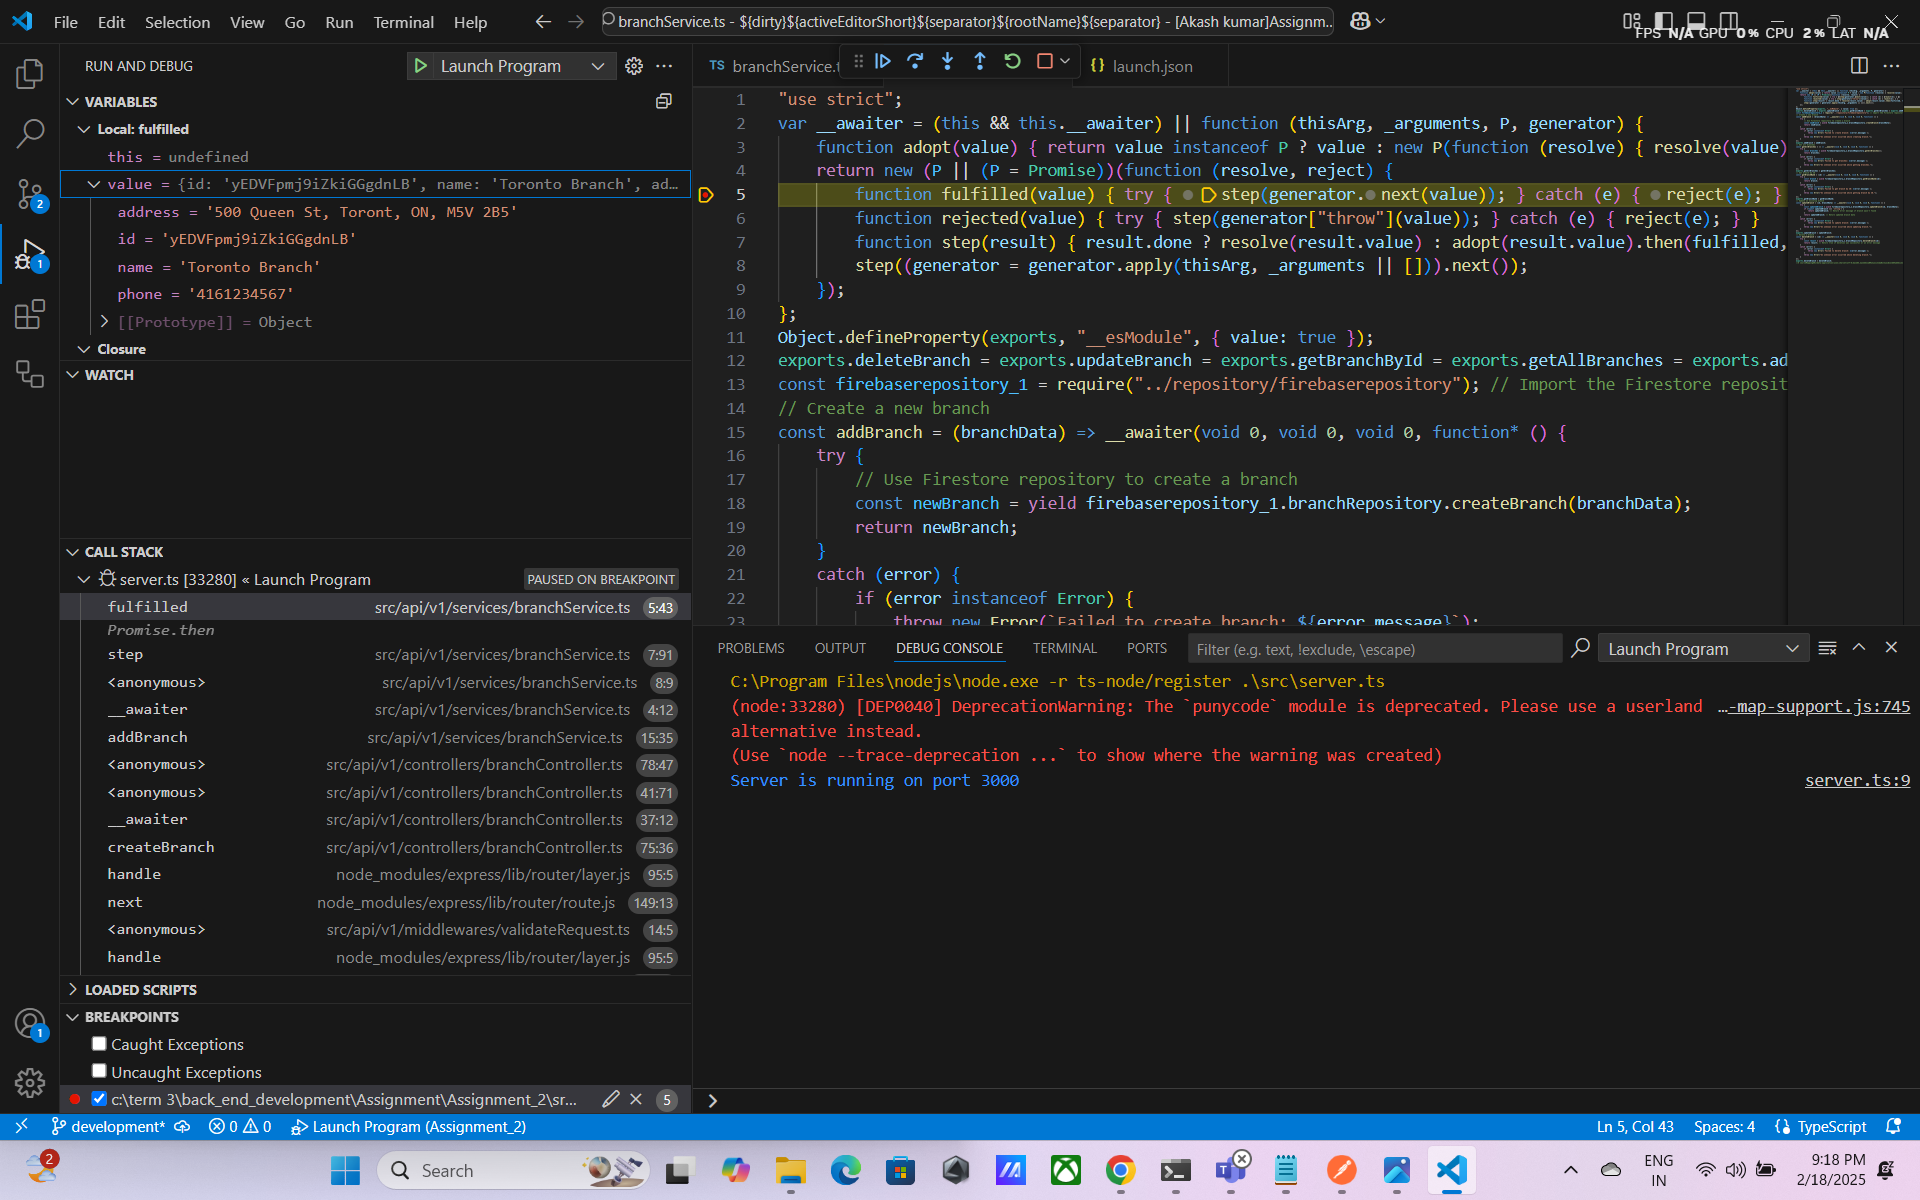 File Edit Selection View Go Run Terminal Help
branchService.ts - ${dirty}${activeEditorShort}${separator}${rootName}${separator} - [Akash kumar]Assignm...
FPS N/A GPU 0% CPU 2% LAT N/A
RUN AND DEBUG
Launch Program
VARIABLES
Local: fulfilled
this = undefined
value = {id: 'yEDVFpmj9iZkiGGgdnLB', name: 'Toronto Branch', ad…
address = '500 Queen St, Toront, ON, M5V 2B5'
id = 'yEDVFpmj9iZkiGGgdnLB'
name = 'Toronto Branch'
phone = '4161234567'
[[Prototype]] = Object
Closure
WATCH
CALL STACK
server.ts [33280] « Launch Program PAUSED ON BREAKPOINT
fulfilled src/api/v1/services/branchService.ts 5:43
Promise.then
step src/api/v1/services/branchService.ts 7:91
<anonymous> src/api/v1/services/branchService.ts 8:9
__awaiter src/api/v1/services/branchService.ts 4:12
addBranch src/api/v1/services/branchService.ts 15:35
<anonymous> src/api/v1/controllers/branchController.ts 78:47
<anonymous> src/api/v1/controllers/branchController.ts 41:71
__awaiter src/api/v1/controllers/branchController.ts 37:12
createBranch src/api/v1/controllers/branchController.ts 75:36
handle node_modules/express/lib/router/layer.js 95:5
next node_modules/express/lib/router/route.js 149:13
<anonymous> src/api/v1/middlewares/validateRequest.ts 14:5
handle node_modules/express/lib/router/layer.js 95:5
LOADED SCRIPTS
BREAKPOINTS
Caught Exceptions
Uncaught Exceptions
c:\term 3\back_end_development\Assignment\Assignment_2\sr... 5
2
1
1
TS branchService.t
{} launch.json
1 "use strict";
2 var __awaiter = (this && this.__awaiter) || function (thisArg, _arguments, P, generator) {
3 function adopt(value) { return value instanceof P ? value : new P(function (resolve) { resolve(value)
4 return new (P || (P = Promise))(function (resolve, reject) {
5 function fulfilled(value) { try { step(generator.next(value)); } catch (e) { reject(e); }
6 function rejected(value) { try { step(generator["throw"](value)); } catch (e) { reject(e); } }
7 function step(result) { result.done ? resolve(result.value) : adopt(result.value).then(fulfilled,
8 step((generator = generator.apply(thisArg, _arguments || [])).next());
9 });
10 };
11 Object.defineProperty(exports, "__esModule", { value: true });
12 exports.deleteBranch = exports.updateBranch = exports.getBranchById = exports.getAllBranches = exports.ad
13 const firebaserepository_1 = require("../repository/firebaserepository"); // Import the Firestore reposit
14 // Create a new branch
15 const addBranch = (branchData) => __awaiter(void 0, void 0, void 0, function* () {
16 try {
17 // Use Firestore repository to create a branch
18 const newBranch = yield firebaserepository_1.branchRepository.createBranch(branchData);
19 return newBranch;
20 }
21 catch (error) {
22 if (error instanceof Error) {
23 throw new Error(`Failed to create branch: ${error.message}`);
PROBLEMS OUTPUT DEBUG CONSOLE TERMINAL PORTS
Filter (e.g. text, !exclude, \escape)
Launch Program
C:\Program Files\nodejs\node.exe -r ts-node/register .\src\server.ts
(node:33280) [DEP0040] DeprecationWarning: The `punycode` module is deprecated. Please use a userland …-map-support.js:745
alternative instead.
(Use `node --trace-deprecation ...` to show where the warning was created)
Server is running on port 3000 server.ts:9
development* 0 0 Launch Program (Assignment_2)
Ln 5, Col 43 Spaces: 4 {} TypeScript
2
Search
ENG
IN
9:18 PM
2/18/2025